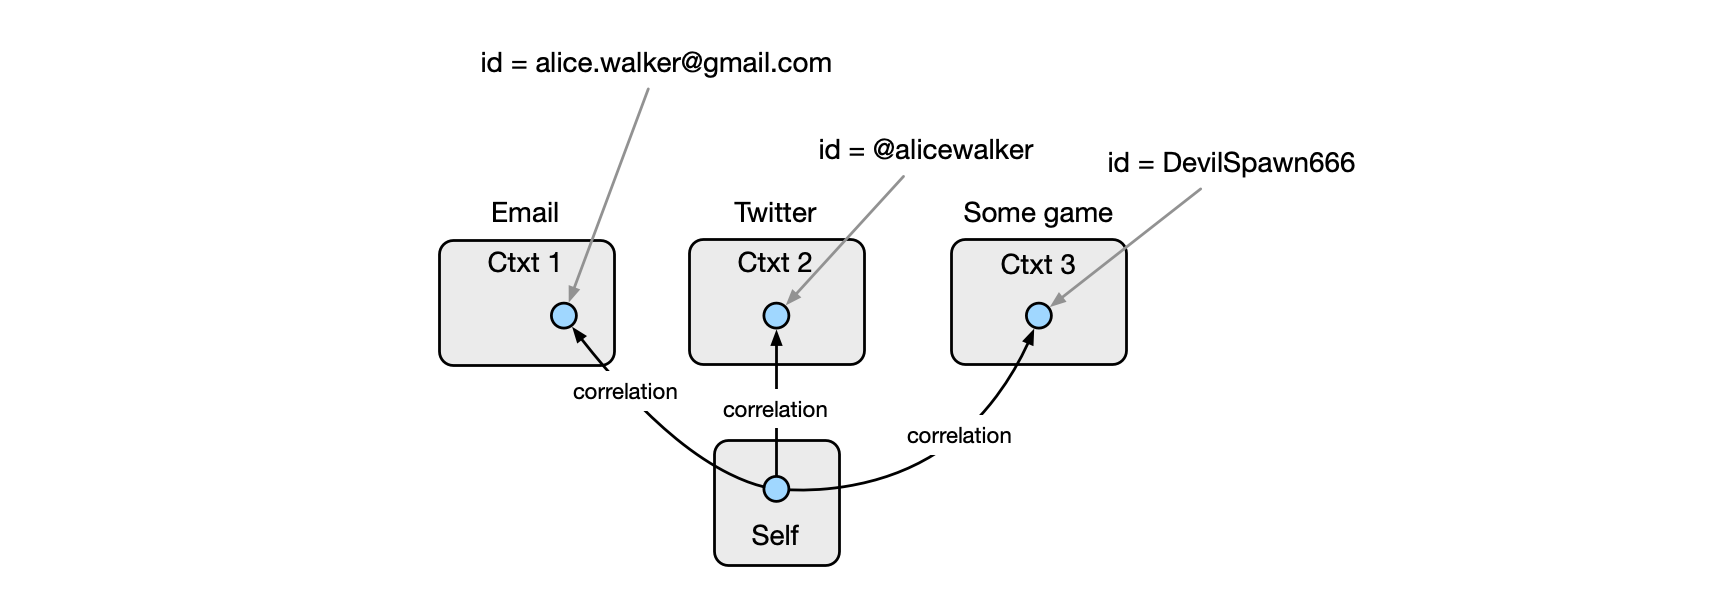 id = alice.walker@gmail.com
id = @alicewalker
id = DevilSpawn666
Email
Twitter
Some game
Ctxt 1
Ctxt 2
Ctxt 3
correlation
correlation
correlation
Self